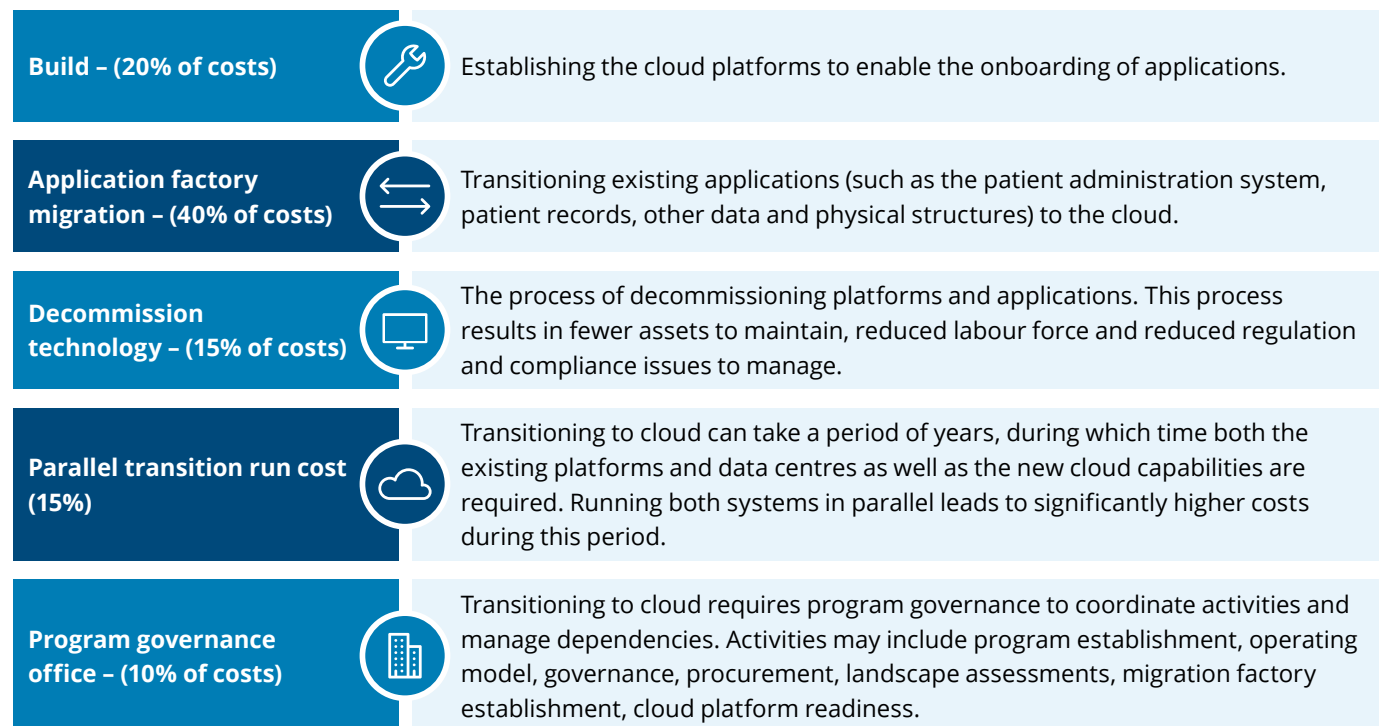 Build – (20% of costs)
Establishing the cloud platforms to enable the onboarding of applications.
Application factory
migration – (40% of costs)
Transitioning existing applications (such as the patient administration system,
patient records, other data and physical structures) to the cloud.
Decommission
technology – (15% of costs)
The process of decommissioning platforms and applications. This process
results in fewer assets to maintain, reduced labour force and reduced regulation
and compliance issues to manage.
Parallel transition run cost
(15%)
Transitioning to cloud can take a period of years, during which time both the
existing platforms and data centres as well as the new cloud capabilities are
required. Running both systems in parallel leads to significantly higher costs
during this period.
Program governance
office – (10% of costs)
Transitioning to cloud requires program governance to coordinate activities and
manage dependencies. Activities may include program establishment, operating
model, governance, procurement, landscape assessments, migration factory
establishment, cloud platform readiness.